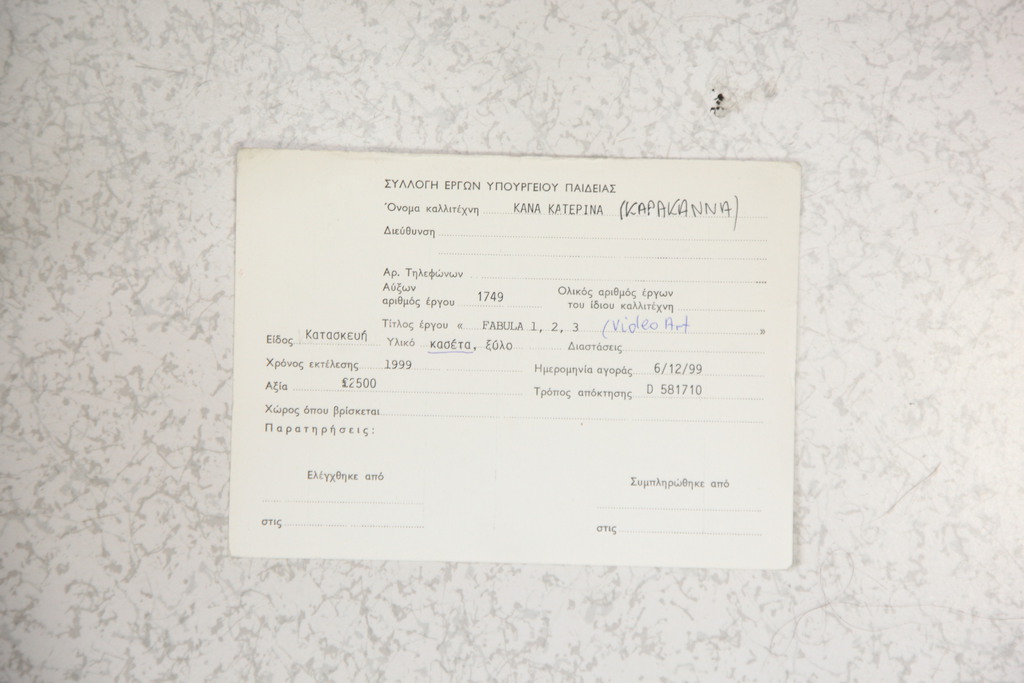 ΣΥΛΛΟΓΗ ΕΡΓΩΝ ΥΠΟΥΡΓΕΙΟΥ ΠΑΙΔΕΙΑΣ
Όνομα καλλιτέχνη ΚΑΝΑ ΚΑΤΕΡΙΝΑ (ΚΑΡΑΚΑΝΝΑ)
Διεύθυνση
Αρ. Τηλεφώνων
Αύξων αριθμός έργου 1749 Ολικός αριθμός έργων του ίδιου καλλιτέχνη
Τίτλος έργου « FABULA 1, 2, 3 (Video Art »
Είδος Κατασκευή Υλικό κασέτα, ξύλο Διαστάσεις
Χρόνος εκτέλεσης 1999 Ημερομηνία αγοράς 6/12/99
Αξία £2500 Τρόπος απόκτησης D 581710
Χώρος όπου βρίσκεται
Παρατηρήσεις:
Ελέγχθηκε από Συμπληρώθηκε από
στις στις